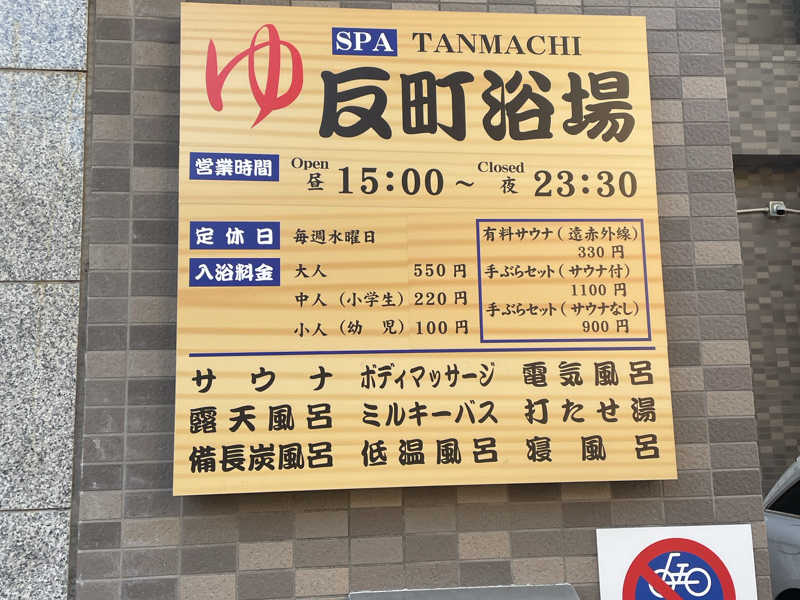 ゆ SPA TANMACHI
反町浴場
営業時間 Open 昼 15:00 ~ Closed 夜 23:30
定休日 毎週水曜日
入浴料金 大人 550円
中人(小学生) 220円
小人(幼 児) 100円
有料サウナ(遠赤外線)
330円
手ぶらセット(サウナ付)
1100円
手ぶらセット(サウナなし)
900円
サウナ ボディマッサージ 電気風呂
露天風呂 ミルキーバス 打たせ湯
備長炭風呂 低温風呂 寝風呂